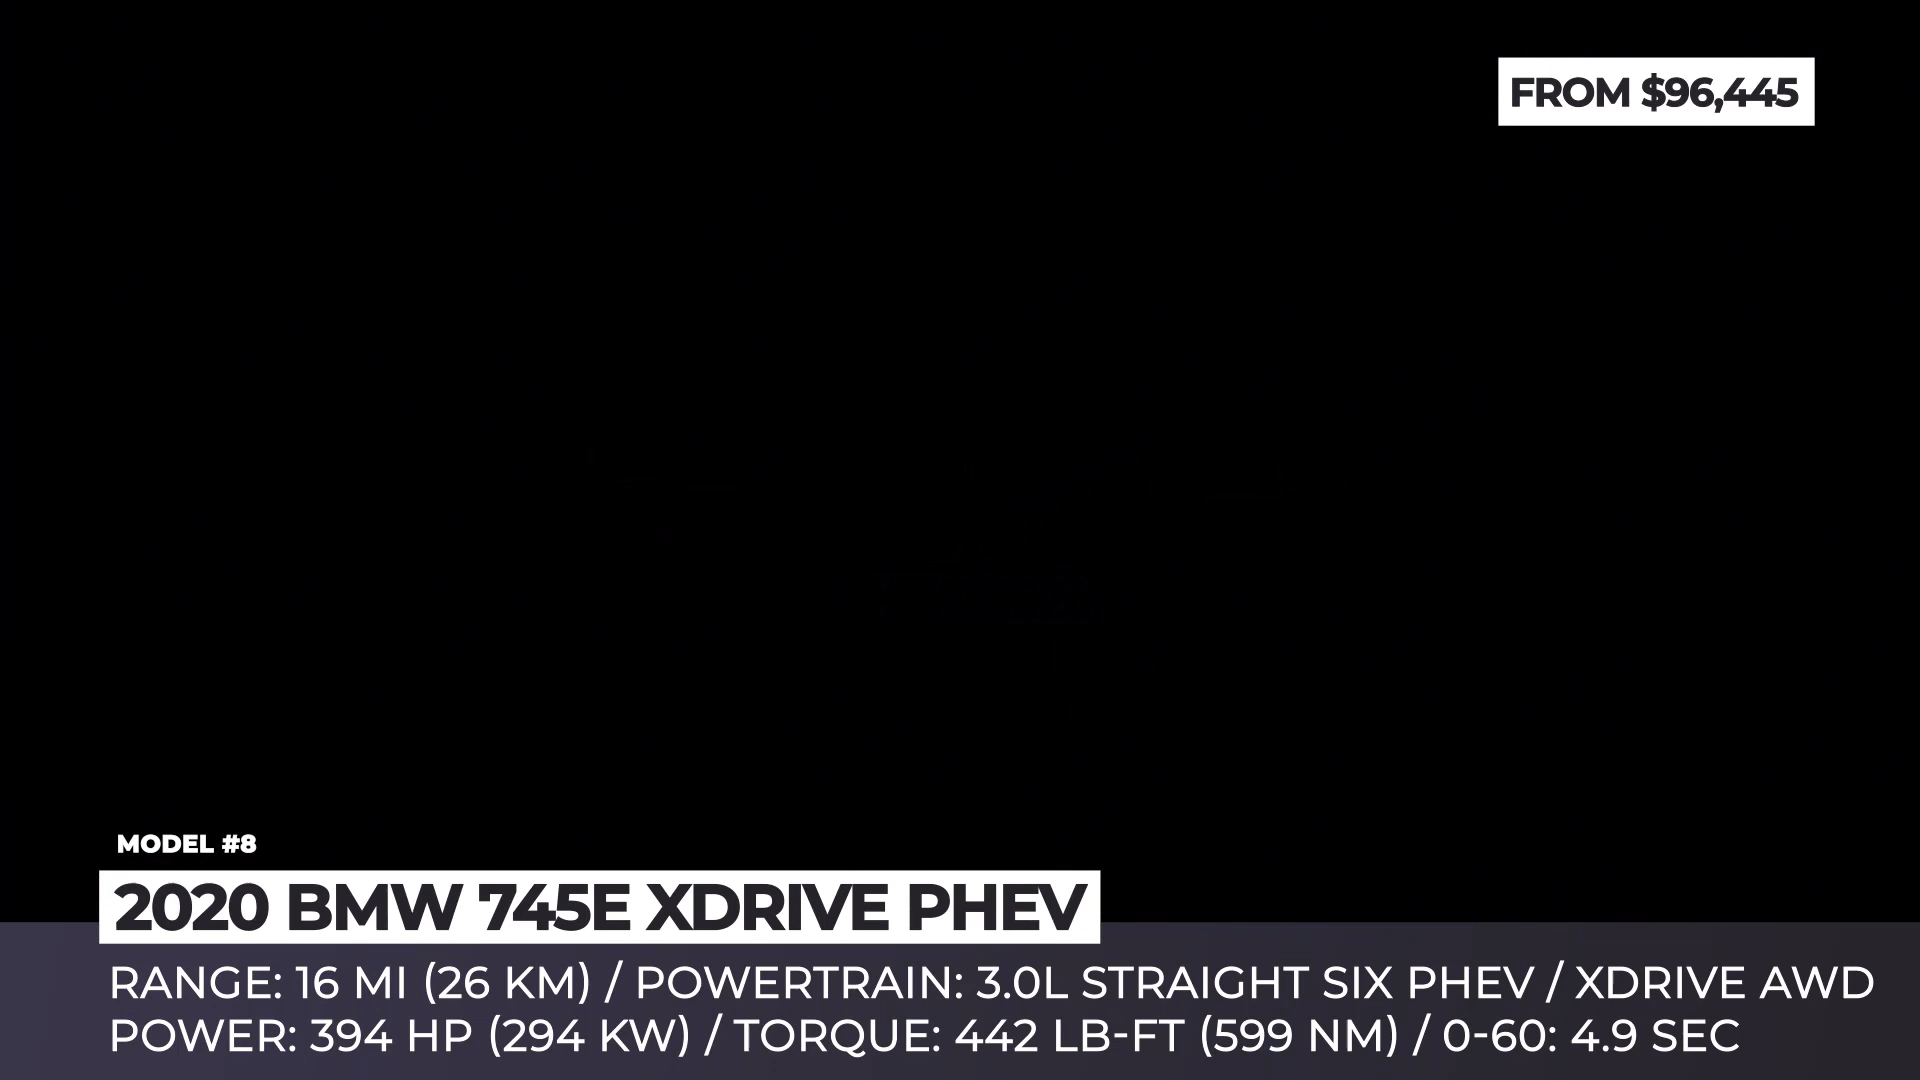 FROM $96,445
MODEL #8
2020 BMW 745E XDRIVE PHEV
RANGE: 16 MI (26 KM) / POWERTRAIN: 3.0L STRAIGHT SIX PHEV / XDRIVE AWD
POWER: 394 HP (294 KW) / TORQUE: 442 LB-FT (599 NM) / 0-60: 4.9 SEC